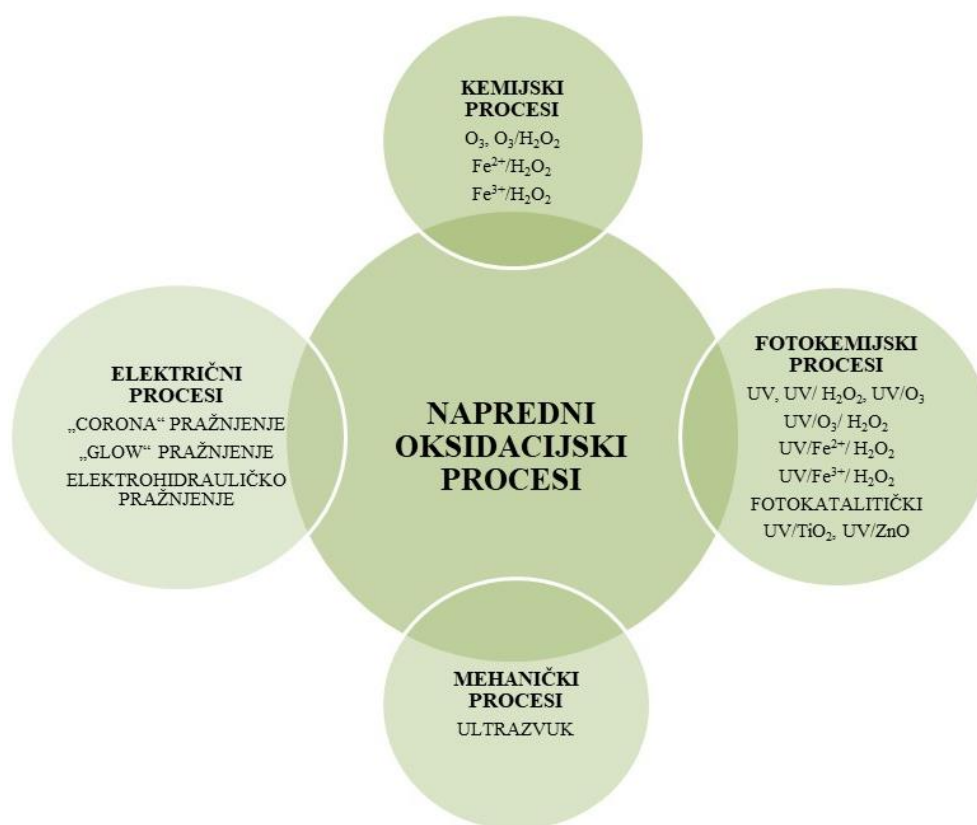 KEMIJSKI
PROCESI
O₃, O₃/H₂O₂
Fe²⁺/H₂O₂
Fe³⁺/H₂O₂
ELEKTRIČNI
PROCESI
„CORONA“ PRAŽNJENJE
„GLOW“ PRAŽNJENJE
ELEKTROHIDRAULIČKO
PRAŽNJENJE
NAPREDNI
OKSIDACIJSKI
PROCESI
FOTOKEMIJSKI
PROCESI
UV, UV/ H₂O₂, UV/O₃
UV/O₃/ H₂O₂
UV/Fe²⁺/ H₂O₂
UV/Fe³⁺/ H₂O₂
FOTOKATALITIČKI
UV/TiO₂, UV/ZnO
MEHANIČKI
PROCESI
ULTRAZVUK